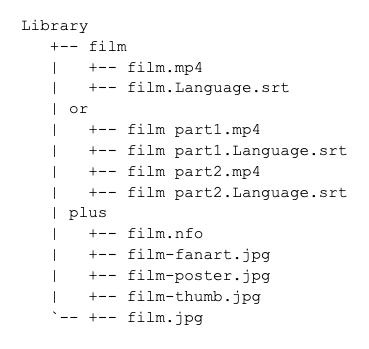 Library
   +-- film
   |   +-- film.mp4
   |   +-- film.Language.srt
   | or
   |   +-- film part1.mp4
   |   +-- film part1.Language.srt
   |   +-- film part2.mp4
   |   +-- film part2.Language.srt
   | plus
   |   +-- film.nfo
   |   +-- film-fanart.jpg
   |   +-- film-poster.jpg
   |   +-- film-thumb.jpg
   `-- +-- film.jpg